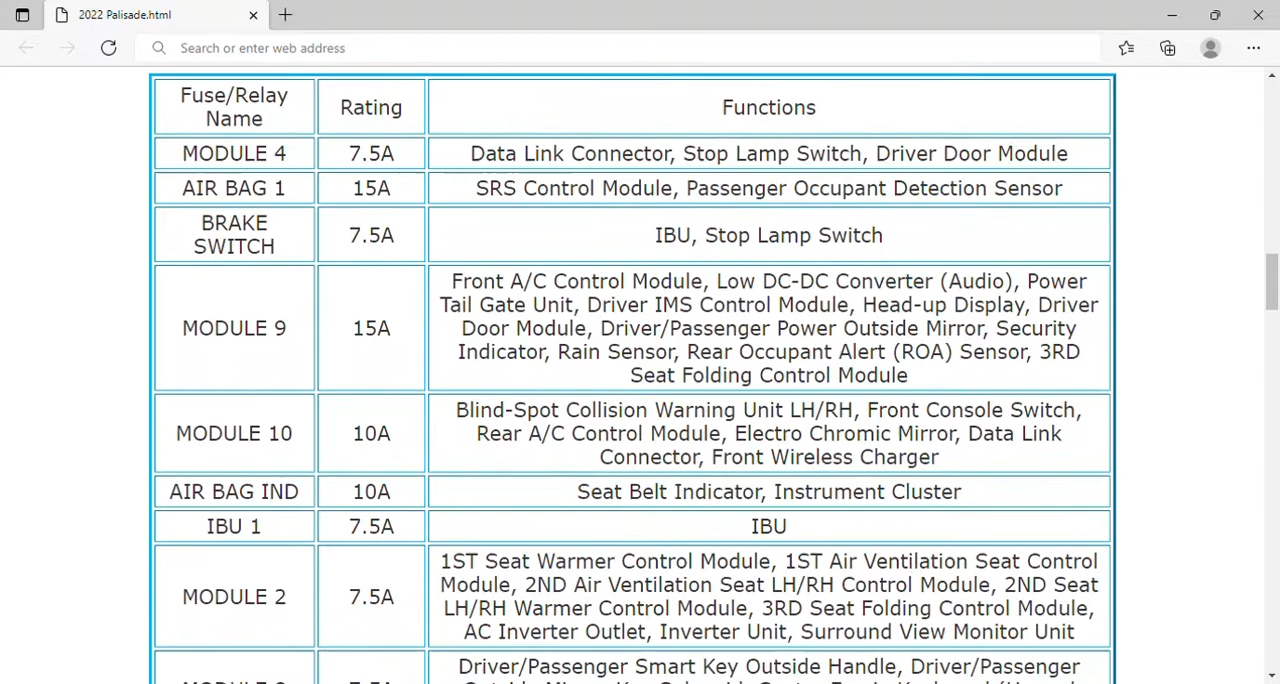 2022 Palisade.html
Search or enter web address
Fuse/Relay
Name
Rating
Functions
MODULE 4
7.5A
Data Link Connector, Stop Lamp Switch, Driver Door Module
AIR BAG 1
15A
SRS Control Module, Passenger Occupant Detection Sensor
BRAKE
SWITCH
7.5A
IBU, Stop Lamp Switch
MODULE 9
15A
Front A/C Control Module, Low DC-DC Converter (Audio), Power
Tail Gate Unit, Driver IMS Control Module, Head-up Display, Driver
Door Module, Driver/Passenger Power Outside Mirror, Security
Indicator, Rain Sensor, Rear Occupant Alert (ROA) Sensor, 3RD
Seat Folding Control Module
MODULE 10
10A
Blind-Spot Collision Warning Unit LH/RH, Front Console Switch,
Rear A/C Control Module, Electro Chromic Mirror, Data Link
Connector, Front Wireless Charger
AIR BAG IND
10A
Seat Belt Indicator, Instrument Cluster
IBU 1
7.5A
IBU
MODULE 2
7.5A
1ST Seat Warmer Control Module, 1ST Air Ventilation Seat Control
Module, 2ND Air Ventilation Seat LH/RH Control Module, 2ND Seat
LH/RH Warmer Control Module, 3RD Seat Folding Control Module,
AC Inverter Outlet, Inverter Unit, Surround View Monitor Unit
Driver/Passenger Smart Key Outside Handle, Driver/Passenger